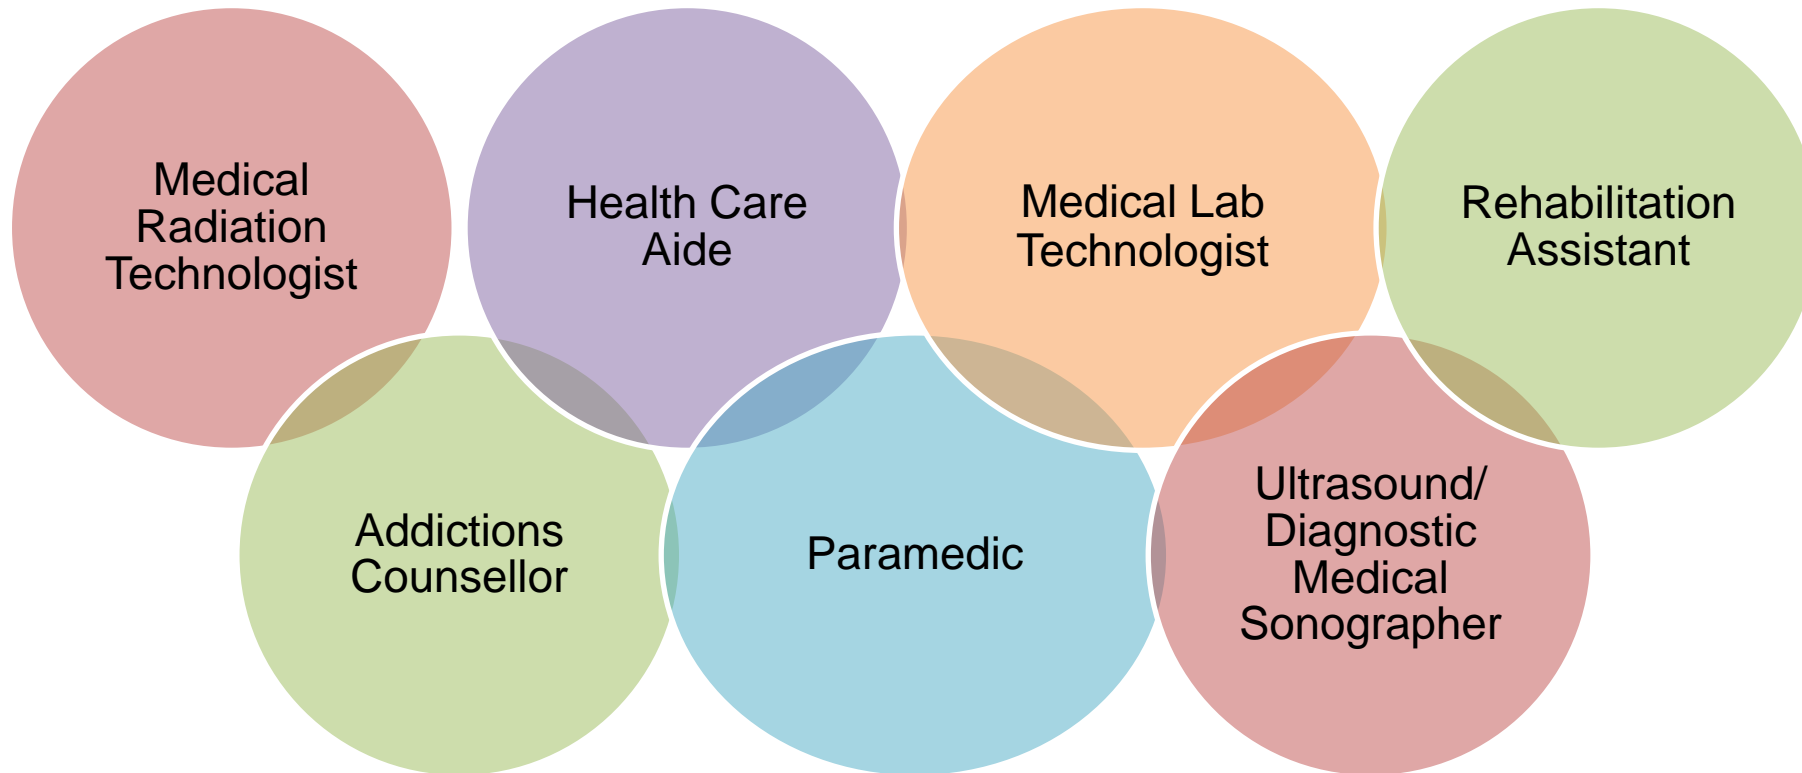 Medical
Radiation
Technologist
Addictions
Counsellor
Health Care
Aide
Paramedic
Medical Lab
Technologist
Ultrasound/
Diagnostic
Medical
Sonographer
Rehabilitation
Assistant